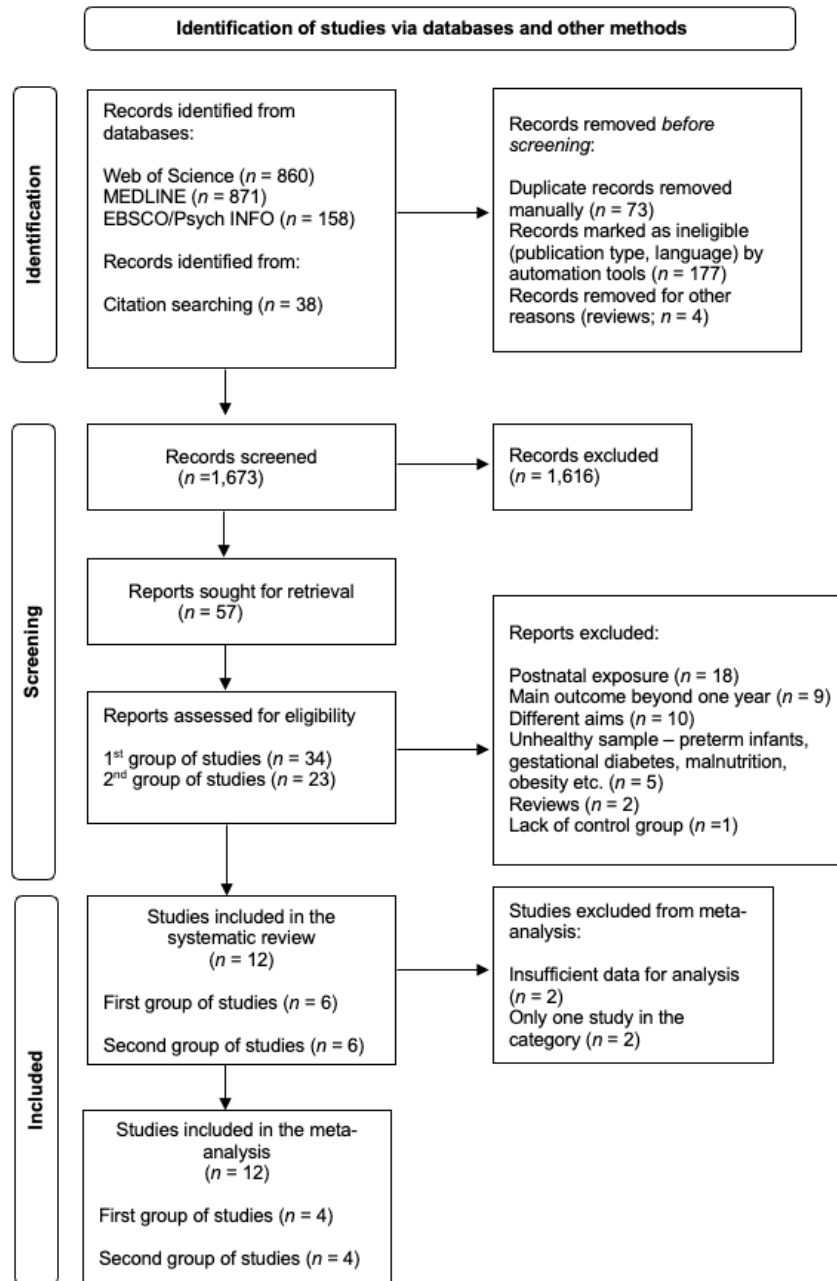 Identification of studies via databases and other methods
Identification
Records identified from
databases:
Web of Science (n = 860)
MEDLINE (n = 871)
EBSCO/Psych INFO (n = 158)
Records identified from:
Citation searching (n = 38)
Records removed before
screening:
Duplicate records removed
manually (n = 73)
Records marked as ineligible
(publication type, language) by
automation tools (n = 177)
Records removed for other
reasons (reviews; n = 4)
Screening
Records screened
(n =1,673)
Records excluded
(n = 1,616)
Reports sought for retrieval
(n = 57)
Reports assessed for eligibility
1st group of studies (n = 34)
2nd group of studies (n = 23)
Reports excluded:
Postnatal exposure (n = 18)
Main outcome beyond one year (n = 9)
Different aims (n = 10)
Unhealthy sample – preterm infants,
gestational diabetes, malnutrition,
obesity etc. (n = 5)
Reviews (n = 2)
Lack of control group (n =1)
Included
Studies included in the
systematic review
(n = 12)
First group of studies (n = 6)
Second group of studies (n = 6)
Studies excluded from meta-
analysis:
Insufficient data for analysis
(n = 2)
Only one study in the
category (n = 2)
Studies included in the meta-
analysis
(n = 12)
First group of studies (n = 4)
Second group of studies (n = 4)